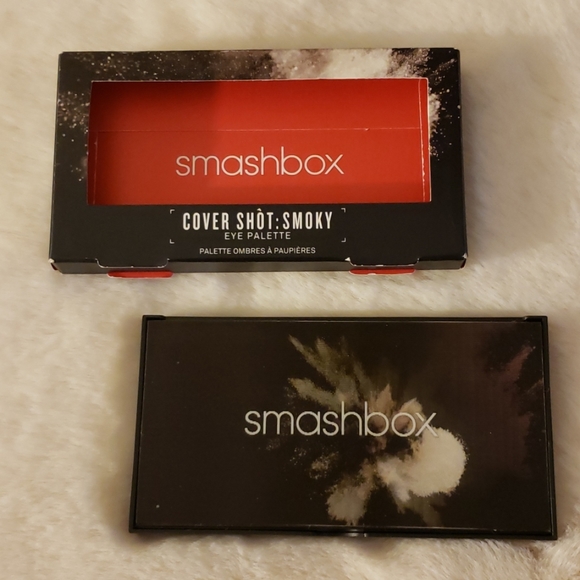 smashbox
COVER SHÔT: SMOKY
EYE PALETTE
PALETTE OMBRES À PAUPIÈRES
smashbox